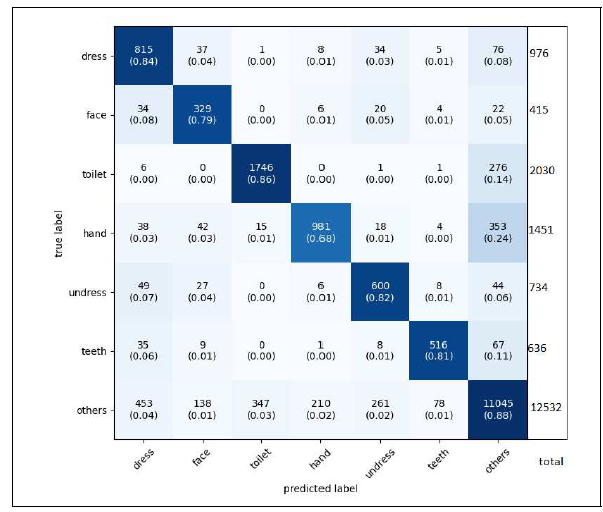 815 37 1 8 34 5 76
dress 976
(0.84) (0.04) (0.00) (0.01) (0.03) (0.01) (0.08)
34 329 0 6 20 4 22
face 415
(0.08) (0.79) (0.00) (0.01) (0.05) (0.01) (0.05)
6 0 1746 0 1 1 276
toilet 2030
(0.00) (0.00) (0.86) (0.00) (0.00) (0.00) (0.14)
38 42 15 981 18 4 353
hand 1451
(0.03) (0.03) (0.01) (0.68) (0.01) (0.00) (0.24)
true label
49 27 0 6 600 8 44
undress 734
(0.07) (0.04) (0.00) (0.01) (0.82) (0.01) (0.06)
35 9 0 1 8 516 67
teeth 636
(0.06) (0.01) (0.00) (0.00) (0.01) (0.81) (0.11)
453 138 347 210 261 78 11045
others 12532
(0.04) (0.01) (0.03) (0.02) (0.02) (0.01) (0.88)
dress face toilet hand undress teeth others total
predicted label